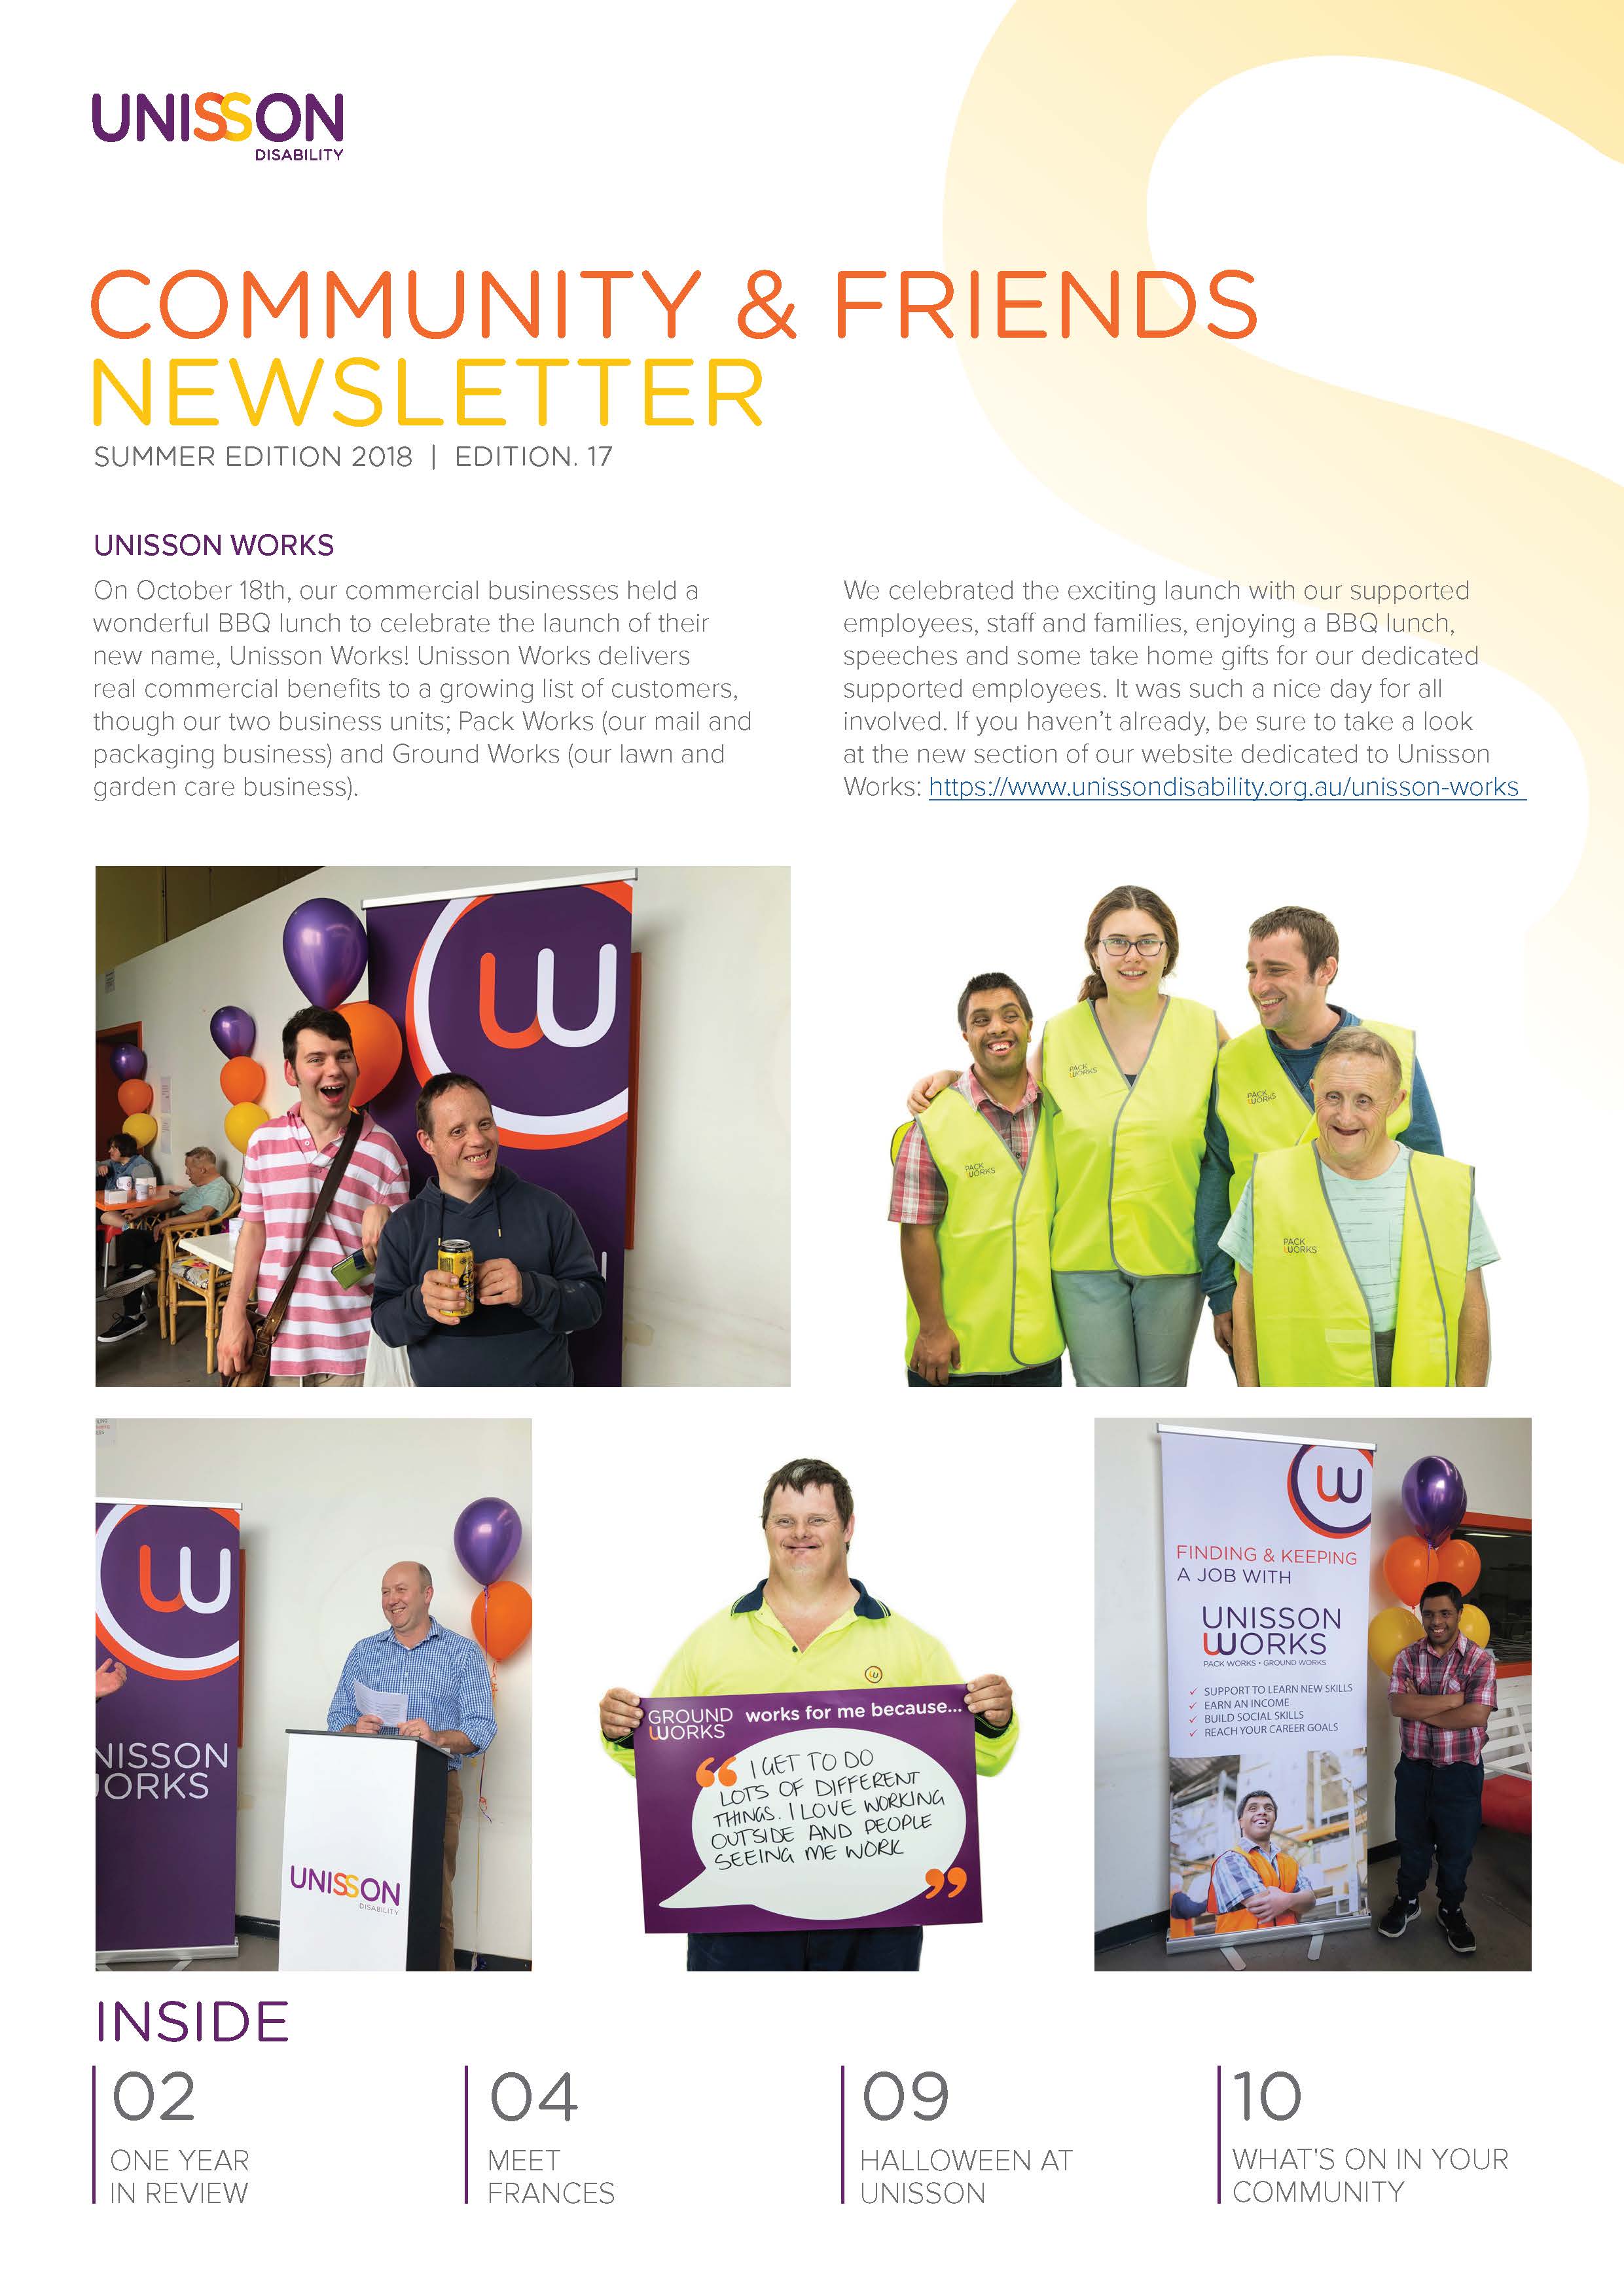 UNISSON
DISABILITY
COMMUNITY & FRIENDS
NEWSLETTER
SUMMER EDITION 2018 | EDITION. 17
UNISSON WORKS
On October 18th, our commercial businesses held a
wonderful BBQ lunch to celebrate the launch of their
new name, Unisson Works! Unisson Works delivers
real commercial benefits to a growing list of customers,
though our two business units; Pack Works (our mail and
packaging business) and Ground Works (our lawn and
garden care business).
We celebrated the exciting launch with our supported
employees, staff and families, enjoying a BBQ lunch,
speeches and some take home gifts for our dedicated
supported employees. It was such a nice day for all
involved. If you haven't already, be sure to take a look
at the new section of our website dedicated to Unisson
Works: https://www.unissondisability.org.au/unisson-works
W
PACK
WORKS
PACK
WORKS
PACK
WORKS
PACK
WORKS
W
NISSON
ORKS
UNISSON
DISABILITY
W
GROUND
WORKS
works for me because...
“ I GET TO DO
LOTS OF DIFFERENT
THINGS. I LOVE WORKING
OUTSIDE AND PEOPLE
SEEING ME WORK
”
W
FINDING & KEEPING
A JOB WITH
UNISSON
WORKS
PACK WORKS • GROUND WORKS
✓ SUPPORT TO LEARN NEW SKILLS
✓ EARN AN INCOME
✓ BUILD SOCIAL SKILLS
✓ REACH YOUR CAREER GOALS
INSIDE
02
ONE YEAR
IN REVIEW
04
MEET
FRANCES
09
HALLOWEEN AT
UNISSON
10
WHAT'S ON IN YOUR
COMMUNITY